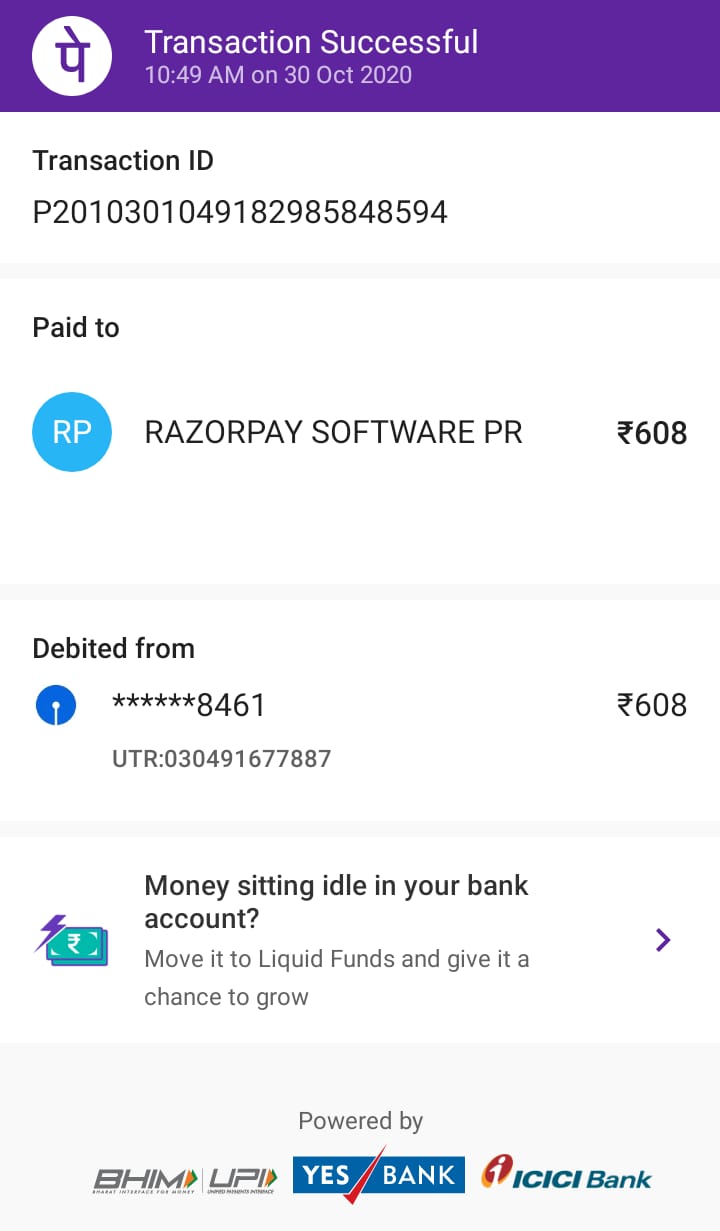 पे
Transaction Successful
10:49 AM on 30 Oct 2020
Transaction ID
P2010301049182985848594
Paid to
RP RAZORPAY SOFTWARE PR ₹608
Debited from
******8461 ₹608
UTR:030491677887
Money sitting idle in your bank
account?
₹
Move it to Liquid Funds and give it a
chance to grow
Powered by
BHIM UPI YES BANK ICICI Bank
BHARAT INTERFACE FOR MONEY UNIFIED PAYMENTS INTERFACE